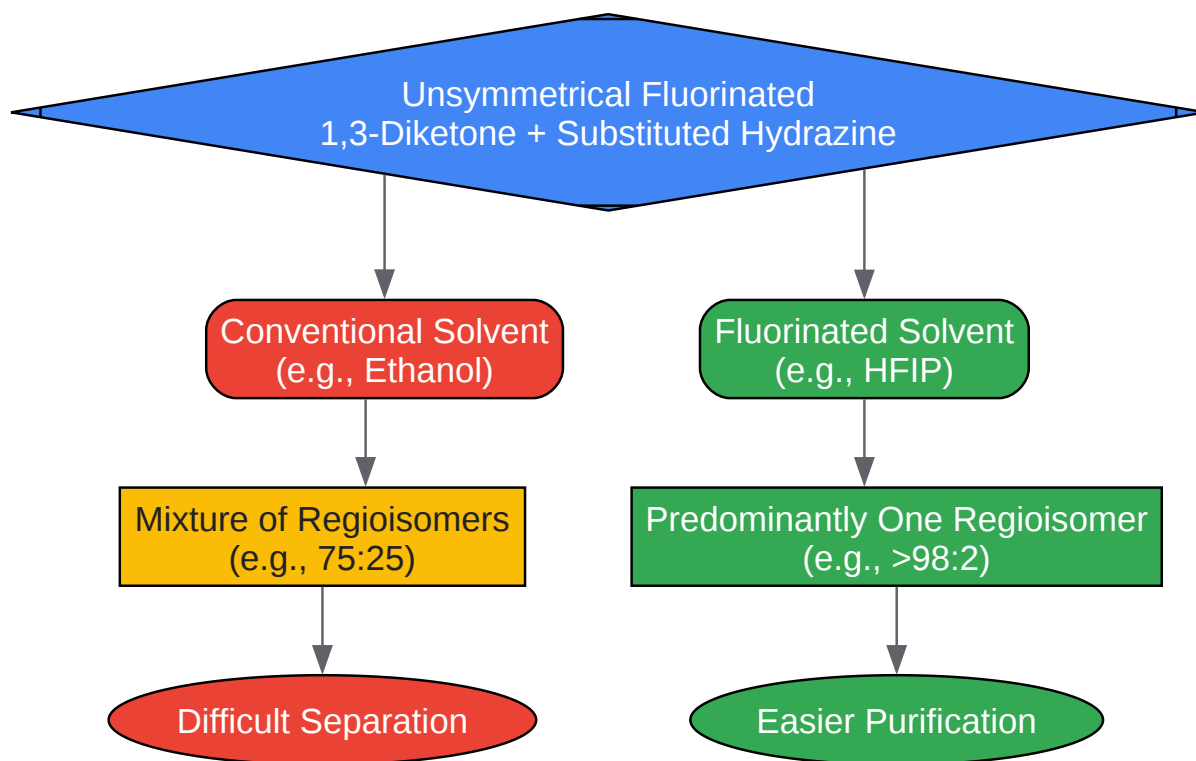 Unsymmetrical Fluorinated
1,3-Diketone + Substituted Hydrazine
Conventional Solvent
(e.g., Ethanol)
Fluorinated Solvent
(e.g., HFIP)
Mixture of Regioisomers
(e.g., 75:25)
Predominantly One Regioisomer
(e.g., >98:2)
Difficult Separation
Easier Purification